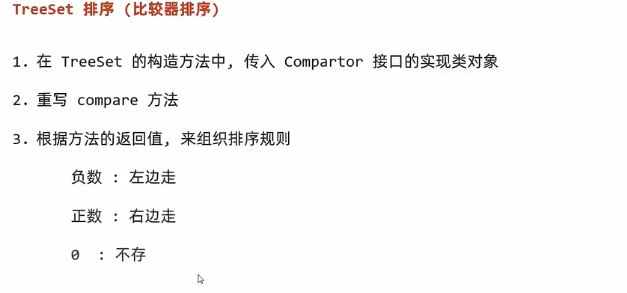 TreeSet 排序 (比较器排序)
1. 在 TreeSet 的构造方法中, 传入 Compartor 接口的实现类对象
2. 重写 compare 方法
3. 根据方法的返回值, 来组织排序规则
负数 : 左边走
正数 : 右边走
0 : 不存